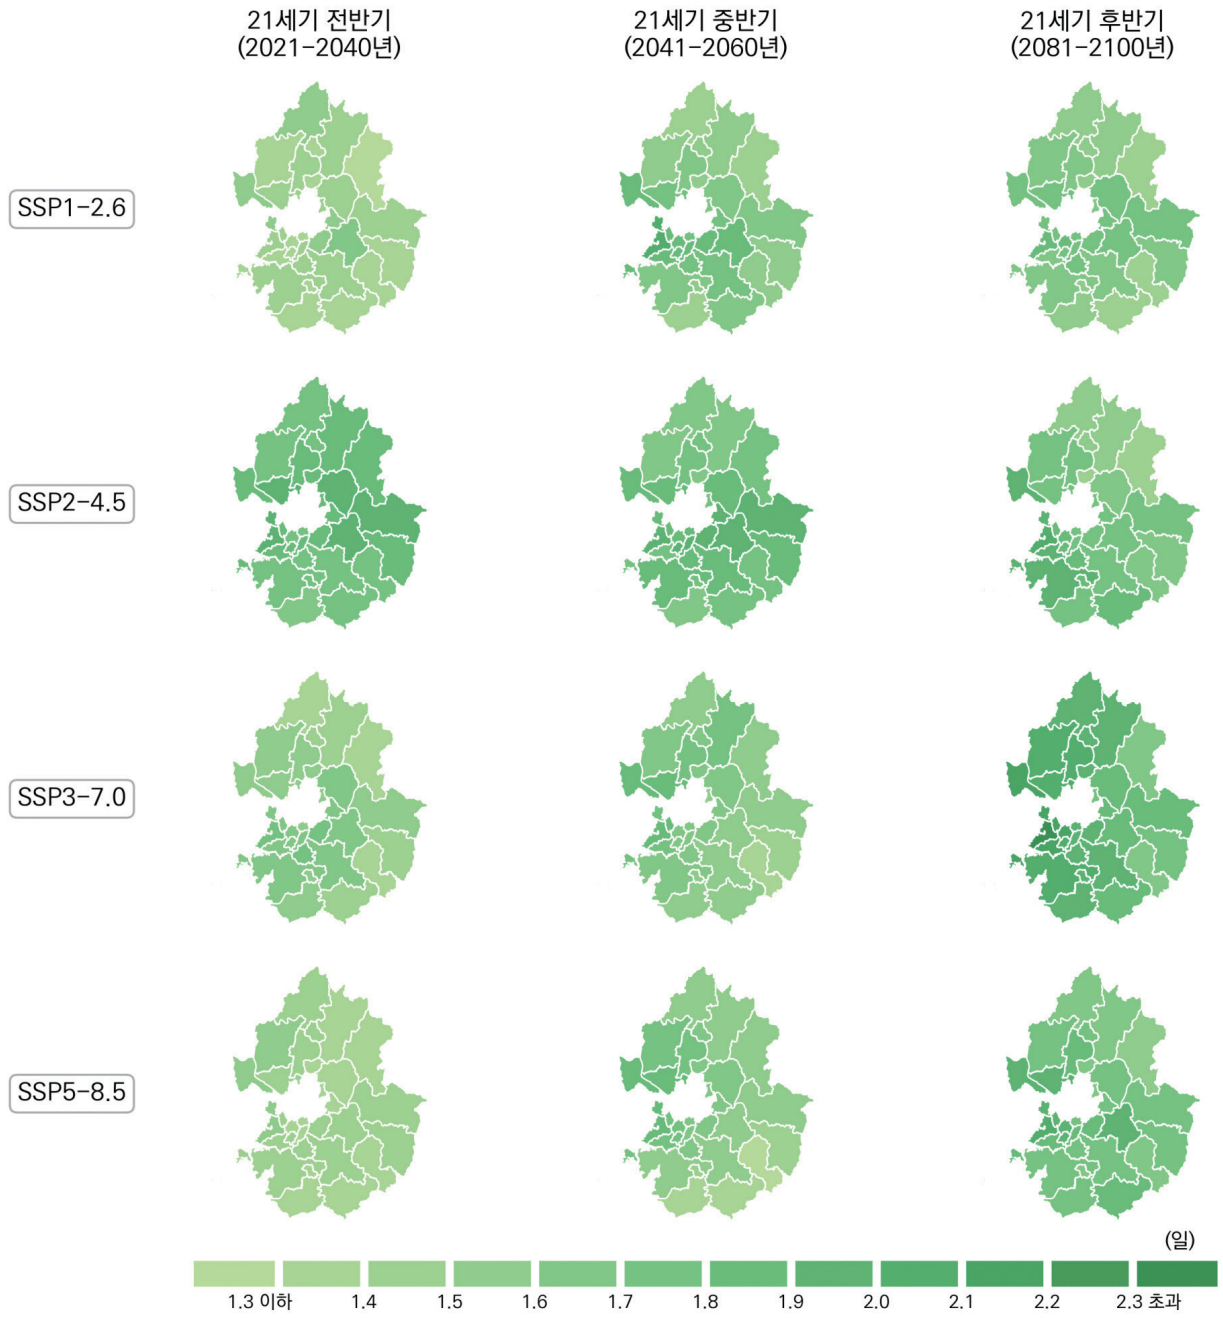 21세기 전반기
(2021-2040년)
21세기 중반기
(2041-2060년)
21세기 후반기
(2081-2100년)
SSP1-2.6
SSP2-4.5
SSP3-7.0
SSP5-8.5
(일)
1.3 이하 1.4 1.5 1.6 1.7 1.8 1.9 2.0 2.1 2.2 2.3 초과